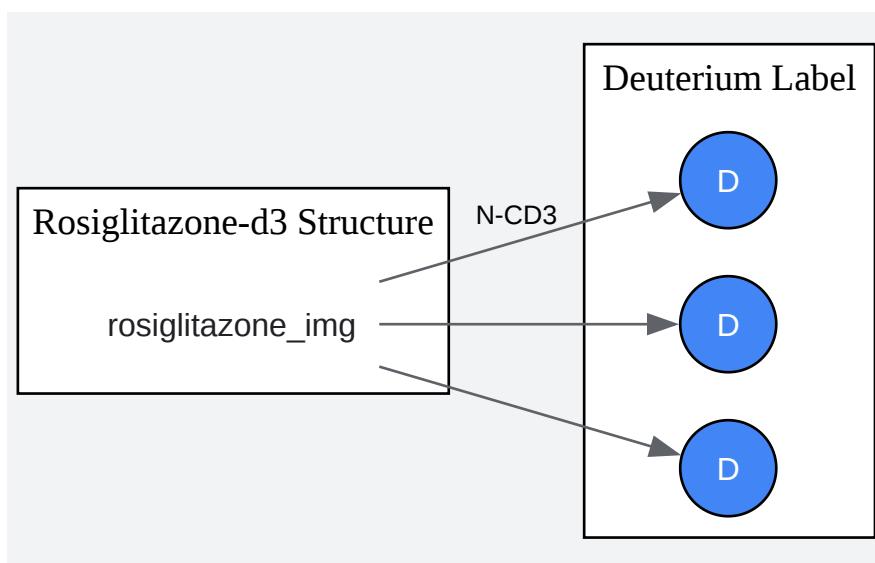 Deuterium Label
D
N-CD3
Rosiglitazone-d3 Structure
rosiglitazone_img
D
D